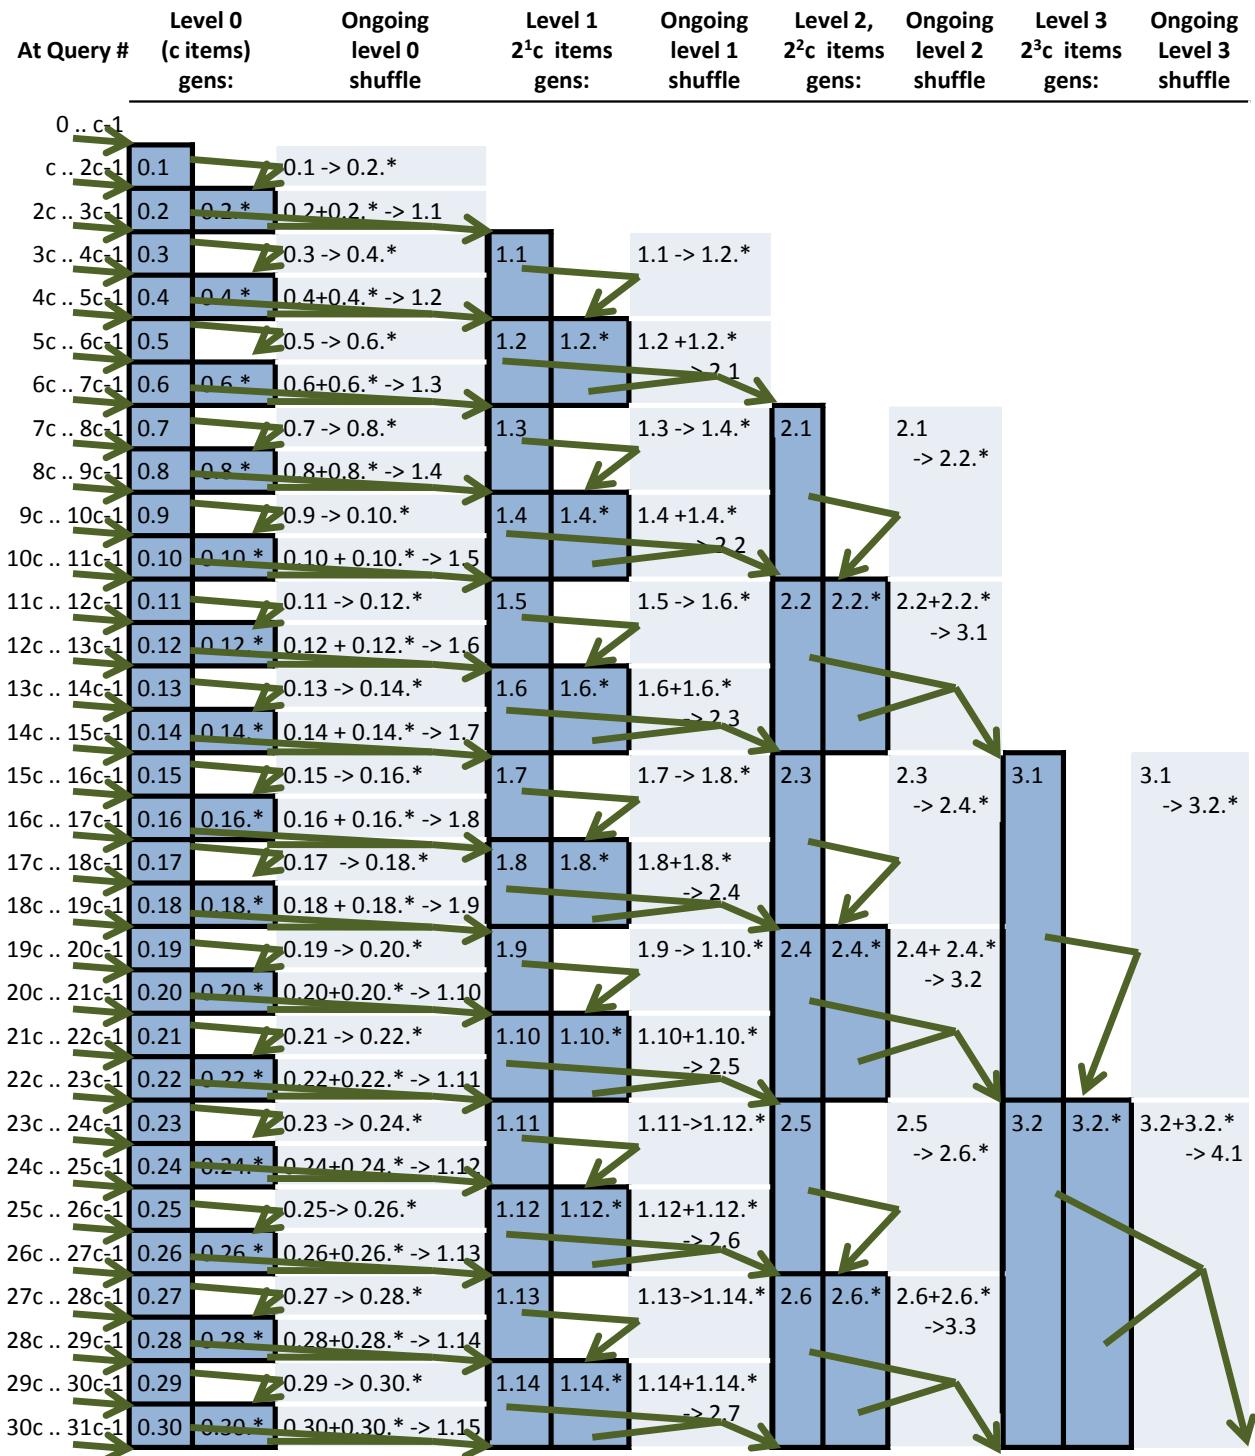 At Query # Level 0 (c items) gens: Ongoing level 0 shuffle Level 1 2¹c items gens: Ongoing level 1 shuffle Level 2, 2²c items gens: Ongoing level 2 shuffle Level 3 2³c items gens: Ongoing Level 3 shuffle
0 .. c-1
c .. 2c-1 0.1 0.1 -> 0.2.*
2c .. 3c-1 0.2 0.2.* 0.2+0.2.* -> 1.1
3c .. 4c-1 0.3 0.3 -> 0.4.* 1.1 1.1 -> 1.2.*
4c .. 5c-1 0.4 0.4.* 0.4+0.4.* -> 1.2
5c .. 6c-1 0.5 0.5 -> 0.6.* 1.2 1.2.* 1.2 +1.2.*
6c .. 7c-1 0.6 0.6.* 0.6+0.6.* -> 1.3 -> 2.1
7c .. 8c-1 0.7 0.7 -> 0.8.* 1.3 1.3 -> 1.4.* 2.1 2.1
-> 2.2.*
8c .. 9c-1 0.8 0.8.* 0.8+0.8.* -> 1.4
9c .. 10c-1 0.9 0.9 -> 0.10.* 1.4 1.4.* 1.4 +1.4.*
10c .. 11c-1 0.10 0.10.* 0.10 + 0.10.* -> 1.5 -> 2.2
11c .. 12c-1 0.11 0.11 -> 0.12.* 1.5 1.5 -> 1.6.* 2.2 2.2.* 2.2+2.2.*
-> 3.1
12c .. 13c-1 0.12 0.12.* 0.12 + 0.12.* -> 1.6
13c .. 14c-1 0.13 0.13 -> 0.14.* 1.6 1.6.* 1.6+1.6.*
14c .. 15c-1 0.14 0.14.* 0.14 + 0.14.* -> 1.7 -> 2.3
15c .. 16c-1 0.15 0.15 -> 0.16.* 1.7 1.7 -> 1.8.* 2.3 2.3 3.1 3.1
-> 2.4.* -> 3.2.*
16c .. 17c-1 0.16 0.16.* 0.16 + 0.16.* -> 1.8
17c .. 18c-1 0.17 0.17 -> 0.18.* 1.8 1.8.* 1.8+1.8.*
18c .. 19c-1 0.18 0.18.* 0.18 + 0.18.* -> 1.9 -> 2.4
19c .. 20c-1 0.19 0.19 -> 0.20.* 1.9 1.9 -> 1.10.* 2.4 2.4.* 2.4+ 2.4.*
-> 3.2
20c .. 21c-1 0.20 0.20.* 0.20+0.20.* -> 1.10
21c .. 22c-1 0.21 0.21 -> 0.22.* 1.10 1.10.* 1.10+1.10.*
22c .. 23c-1 0.22 0.22.* 0.22+0.22.* -> 1.11 -> 2.5
23c .. 24c-1 0.23 0.23 -> 0.24.* 1.11 1.11->1.12.* 2.5 2.5 3.2 3.2.* 3.2+3.2.*
-> 2.6.* -> 4.1
24c .. 25c-1 0.24 0.24.* 0.24+0.24.* -> 1.12
25c .. 26c-1 0.25 0.25-> 0.26.* 1.12 1.12.* 1.12+1.12.*
26c .. 27c-1 0.26 0.26.* 0.26+0.26.* -> 1.13 -> 2.6
27c .. 28c-1 0.27 0.27 -> 0.28.* 1.13 1.13->1.14.* 2.6 2.6.* 2.6+2.6.*
->3.3
28c .. 29c-1 0.28 0.28.* 0.28+0.28.* -> 1.14
29c .. 30c-1 0.29 0.29 -> 0.30.* 1.14 1.14.* 1.14+1.14.*
30c .. 31c-1 0.30 0.30.* 0.30+0.30.* -> 1.15 -> 2.7